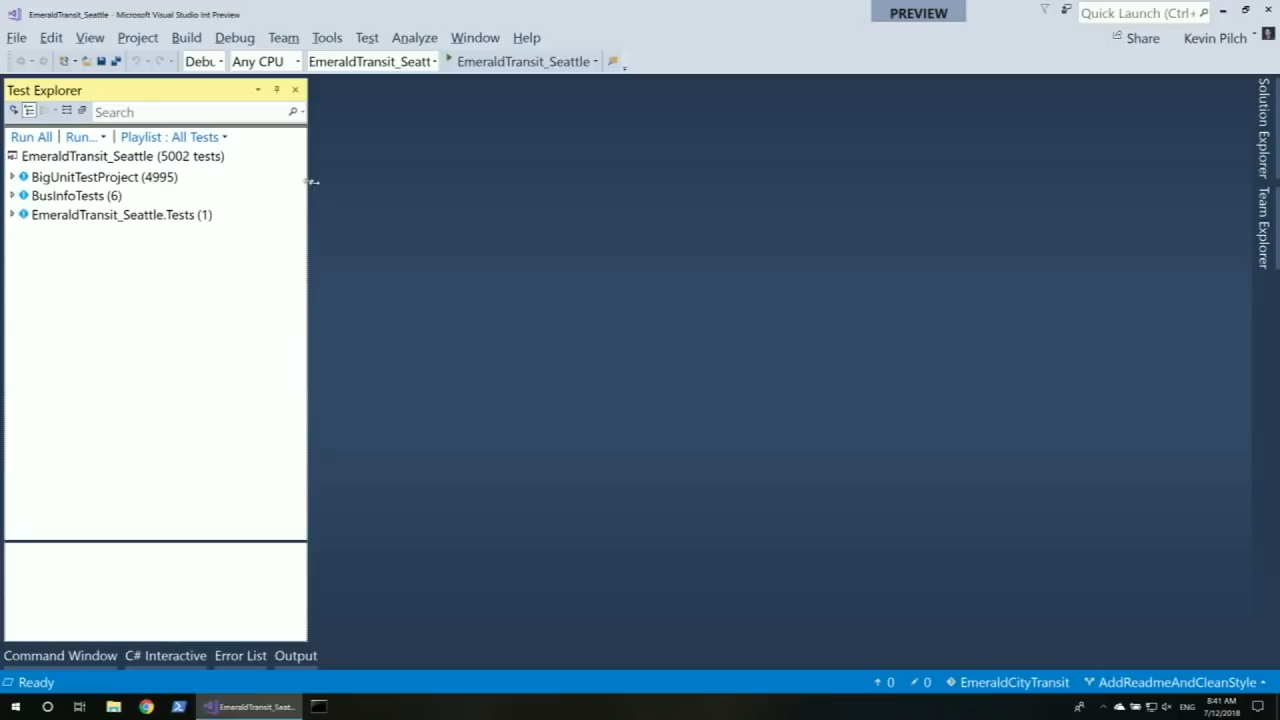 EmeraldTransit_Seattle - Microsoft Visual Studio Int Preview
PREVIEW
Quick Launch (Ctrl+
File Edit View Project Build Debug Team Tools Test Analyze Window Help
Share Kevin Pilch
Debu Any CPU EmeraldTransit_Seatt EmeraldTransit_Seattle
Test Explorer
Search
Run All | Run... | Playlist : All Tests
EmeraldTransit_Seattle (5002 tests)
BigUnitTestProject (4995)
BusInfoTests (6)
EmeraldTransit_Seattle.Tests (1)
Solution Explorer
Team Explorer
Command Window C# Interactive Error List Output
Ready 0 0 EmeraldCityTransit AddReadmeAndCleanStyle
EmeraldTransit_Seat... ENG 8:41 AM
7/12/2018